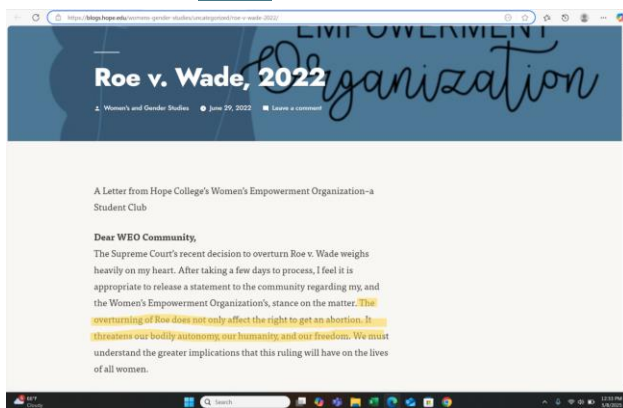 https://blogs.hope.edu/womens-gender-studies/uncategorized/roe-v-wade-2022/
EMPOWERMENT
Organization
Roe v. Wade, 2022
Women's and Gender Studies June 29, 2022 Leave a comment
A Letter from Hope College's Women's Empowerment Organization–a
Student Club
Dear WEO Community,
The Supreme Court's recent decision to overturn Roe v. Wade weighs
heavily on my heart. After taking a few days to process, I feel it is
appropriate to release a statement to the community regarding my, and
the Women's Empowerment Organization's, stance on the matter. The
overturning of Roe does not only affect the right to get an abortion. It
threatens our bodily autonomy, our humanity, and our freedom. We must
understand the greater implications that this ruling will have on the lives
of all women.
Cloudy
Search
12:32 PM
5/8/2025